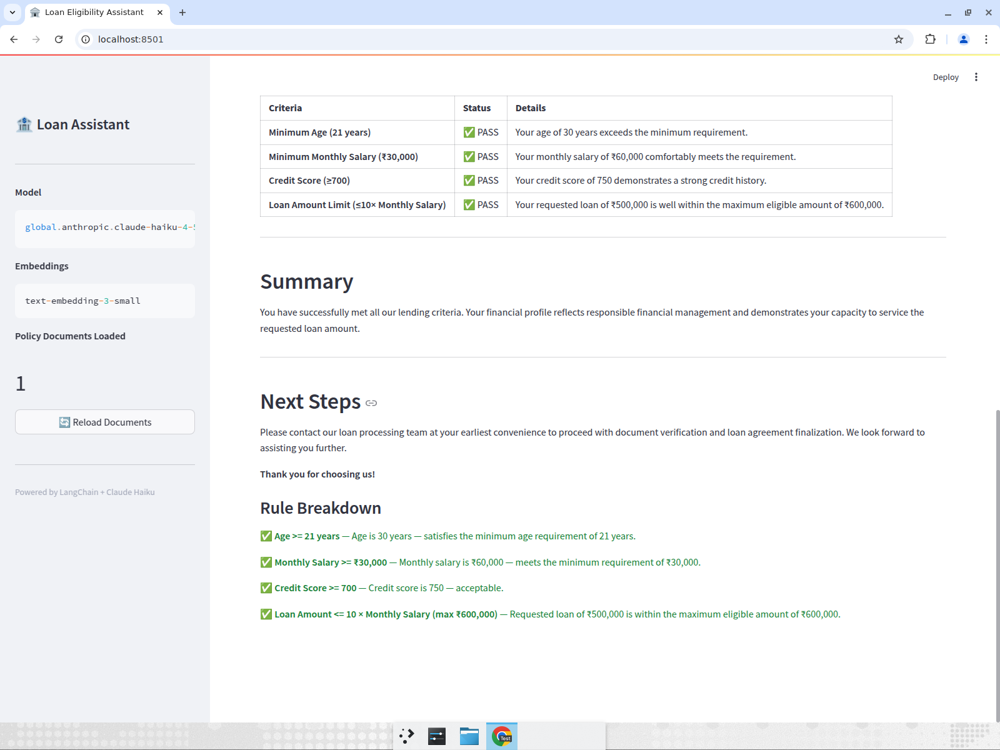 Loan Eligibility Assistant
localhost:8501
Deploy
Loan Assistant
Model
global.anthropic.claude-haiku-4-5
Embeddings
text-embedding-3-small
Policy Documents Loaded
1
Reload Documents
Powered by LangChain + Claude Haiku
Criteria Status Details
Minimum Age (21 years) ✅ PASS Your age of 30 years exceeds the minimum requirement.
Minimum Monthly Salary (₹30,000) ✅ PASS Your monthly salary of ₹60,000 comfortably meets the requirement.
Credit Score (≥700) ✅ PASS Your credit score of 750 demonstrates a strong credit history.
Loan Amount Limit (≤10× Monthly Salary) ✅ PASS Your requested loan of ₹500,000 is well within the maximum eligible amount of ₹600,000.
Summary
You have successfully met all our lending criteria. Your financial profile reflects responsible financial management and demonstrates your capacity to service the
requested loan amount.
Next Steps
Please contact our loan processing team at your earliest convenience to proceed with document verification and loan agreement finalization. We look forward to
assisting you further.
Thank you for choosing us!
Rule Breakdown
✅ Age >= 21 years — Age is 30 years — satisfies the minimum age requirement of 21 years.
✅ Monthly Salary >= ₹30,000 — Monthly salary is ₹60,000 — meets the minimum requirement of ₹30,000.
✅ Credit Score >= 700 — Credit score is 750 — acceptable.
✅ Loan Amount <= 10 × Monthly Salary (max ₹600,000) — Requested loan of ₹500,000 is within the maximum eligible amount of ₹600,000.
Test